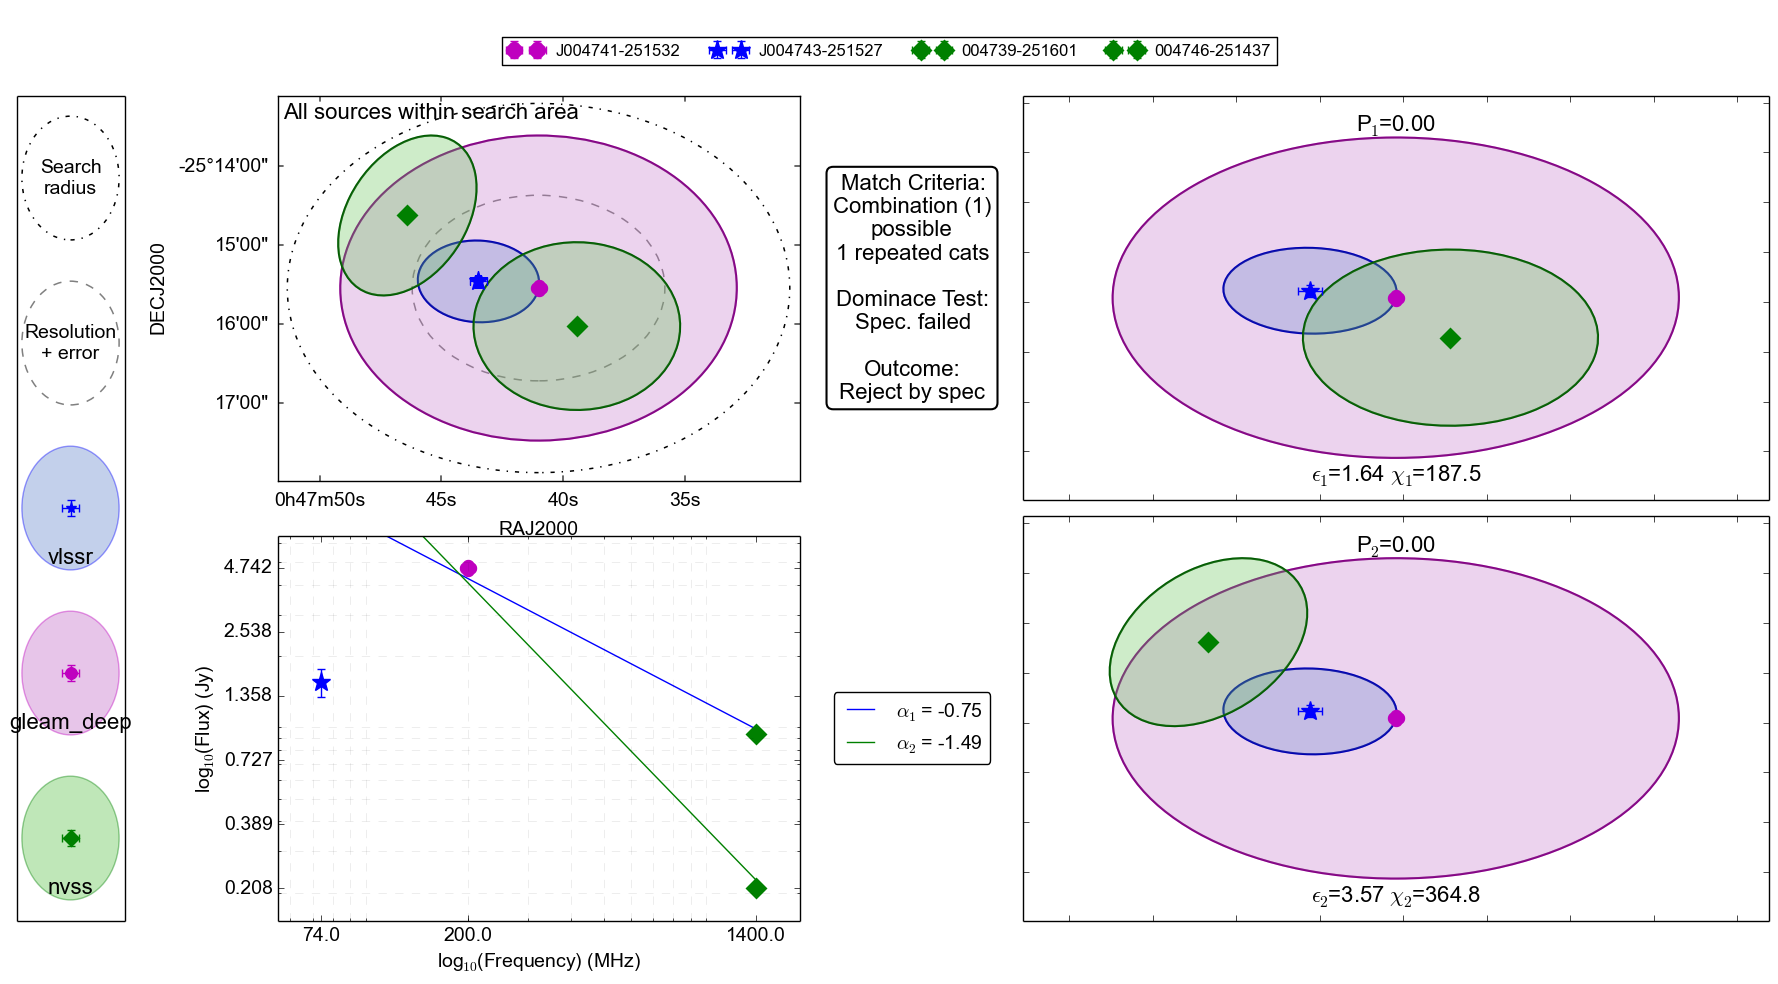 J004741-251532 J004743-251527 004739-251601 004746-251437
Search
radius
Resolution
+ error
vlssr
gleam_deep
nvss
All sources within search area
DECJ2000
-25°14'00"
15'00"
16'00"
17'00"
0h47m50s 45s 40s 35s
RAJ2000
Match Criteria:
Combination (1)
possible
1 repeated cats
Dominace Test:
Spec. failed
Outcome:
Reject by spec
P₁=0.00
ϵ₁=1.64 χ₁=187.5
log₁₀(Flux) (Jy)
4.742
2.538
1.358
0.727
0.389
0.208
74.0 200.0 1400.0
log₁₀(Frequency) (MHz)
α₁ = -0.75
α₂ = -1.49
P₂=0.00
ϵ₂=3.57 χ₂=364.8